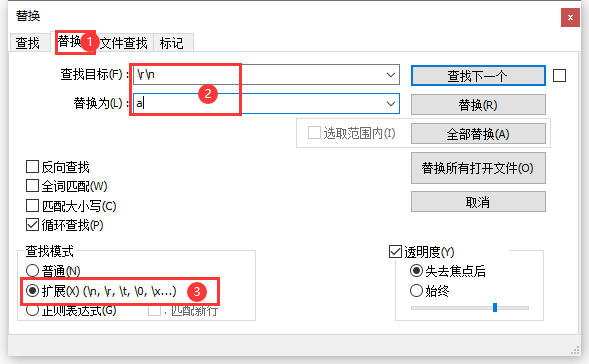 替换
x
查找 替换 1 文件查找 标记
查找目标(F)： \r\n 查找下一个
2
替换为(L)： a 替换(R)
选取范围内(I) 全部替换(A)
反向查找 替换所有打开文件(O)
全词匹配(W)
匹配大小写(C) 取消
循环查找(P)
查找模式 透明度(Y)
普通(N) 失去焦点后
扩展(X) (\n, \r, \t, \0, \x...) 3 始终
正则表达式(G) . 匹配新行